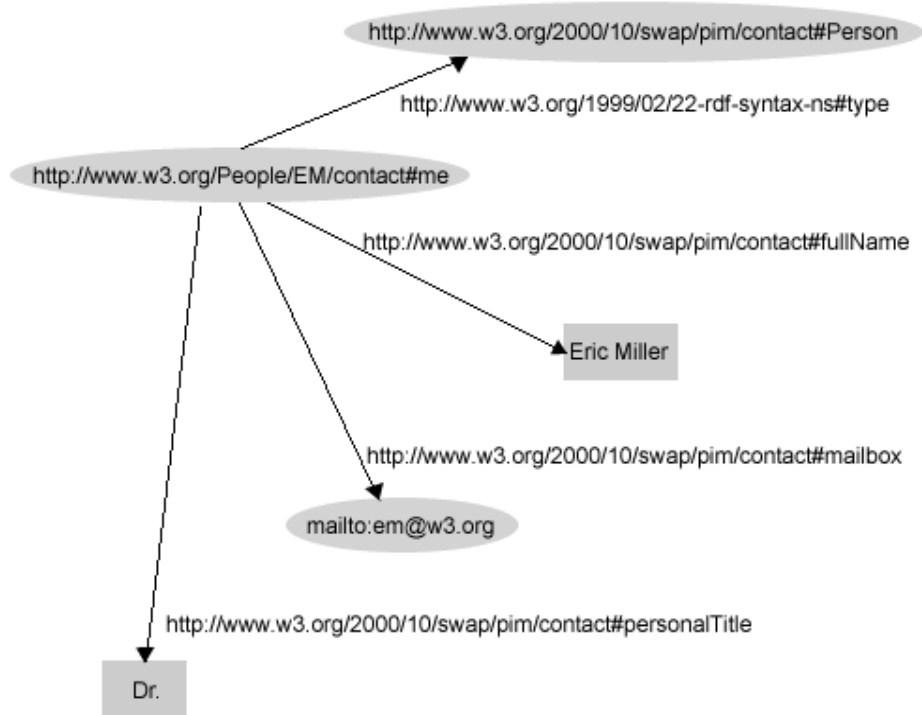 http://www.w3.org/2000/10/swap/pim/contact#Person
http://www.w3.org/1999/02/22-rdf-syntax-ns#type
http://www.w3.org/People/EM/contact#me
http://www.w3.org/2000/10/swap/pim/contact#fullName
Eric Miller
http://www.w3.org/2000/10/swap/pim/contact#mailbox
mailto:em@w3.org
http://www.w3.org/2000/10/swap/pim/contact#personalTitle
Dr.